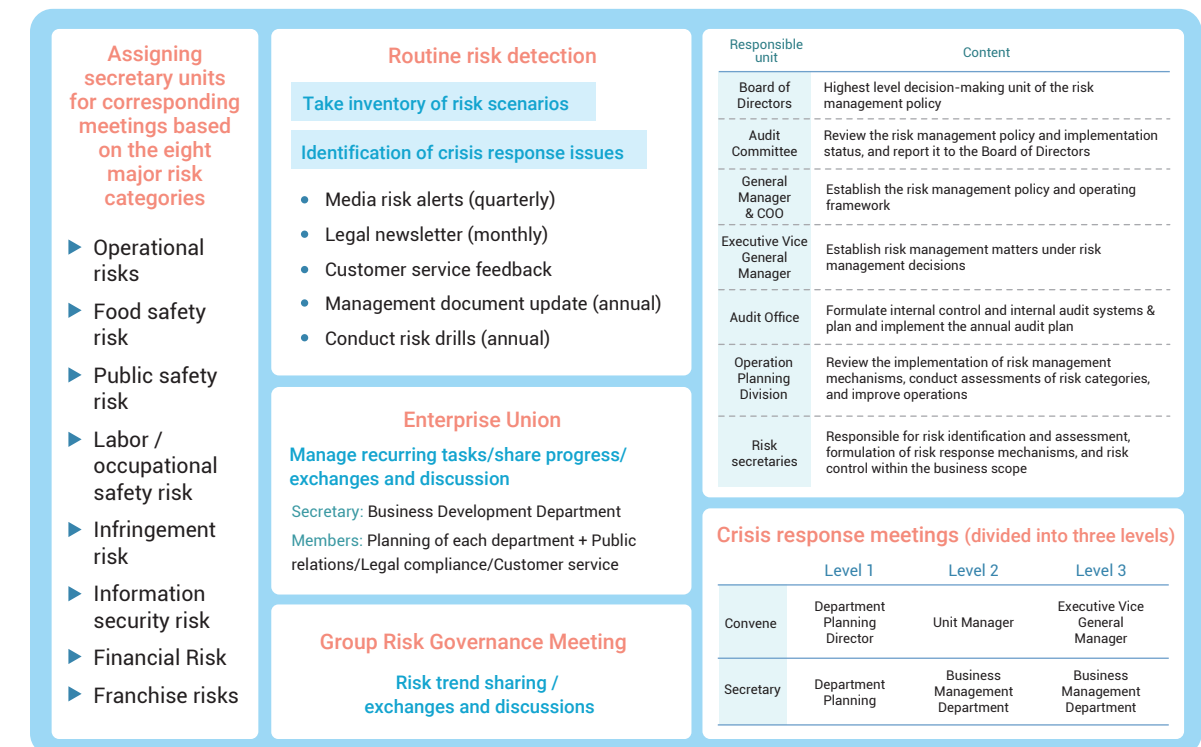 Assigning
secretary units
for corresponding
meetings based
on the eight
major risk
categories
Operational
risks
Food safety
risk
Public safety
risk
Labor /
occupational
safety risk
Infringement
risk
Information
security risk
Financial Risk
Franchise risks
Routine risk detection
Take inventory of risk scenarios
Identification of crisis response issues
• Media risk alerts (quarterly)
• Legal newsletter (monthly)
• Customer service feedback
• Management document update (annual)
• Conduct risk drills (annual)
Enterprise Union
Manage recurring tasks/share progress/
exchanges and discussion
Secretary: Business Development Department
Members: Planning of each department + Public
relations/Legal compliance/Customer service
Group Risk Governance Meeting
Risk trend sharing /
exchanges and discussions
Responsible
unit
Content
Board of
Directors
Highest level decision-making unit of the risk
management policy
Audit
Committee
Review the risk management policy and implementation
status, and report it to the Board of Directors
General
Manager
& COO
Establish the risk management policy and operating
framework
Executive Vice
General
Manager
Establish risk management matters under risk
management decisions
Audit Office
Formulate internal control and internal audit systems &
plan and implement the annual audit plan
Operation
Planning
Division
Review the implementation of risk management
mechanisms, conduct assessments of risk categories,
and improve operations
Risk
secretaries
Responsible for risk identification and assessment,
formulation of risk response mechanisms, and risk
control within the business scope
Crisis response meetings (divided into three levels)
Level 1 Level 2 Level 3
Convene
Department
Planning
Director
Unit Manager
Executive Vice
General
Manager
Secretary
Department
Planning
Business
Management
Department
Business
Management
Department